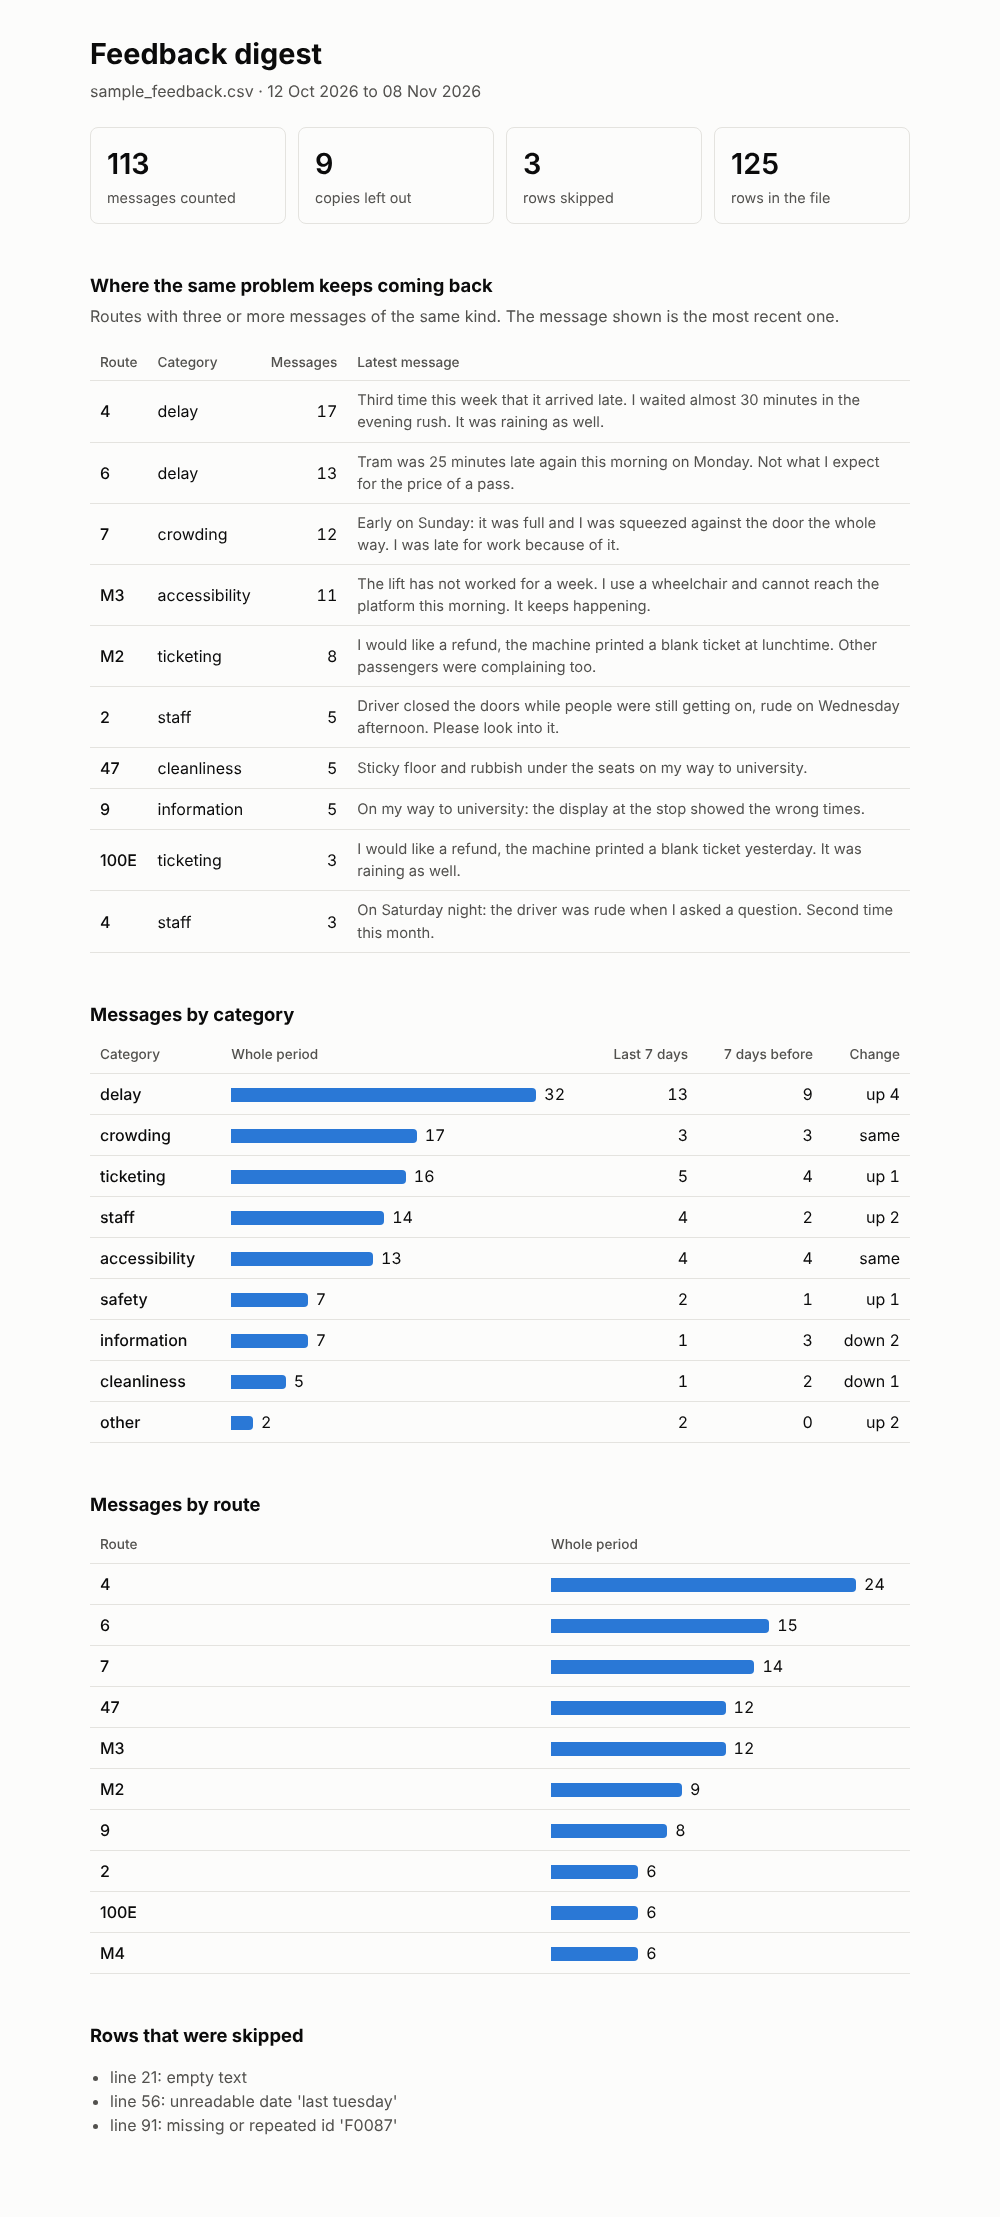 Feedback digest
sample_feedback.csv · 12 Oct 2026 to 08 Nov 2026
113
messages counted
9
copies left out
3
rows skipped
125
rows in the file
Where the same problem keeps coming back
Routes with three or more messages of the same kind. The message shown is the most recent one.
Route Category Messages Latest message
4 delay 17 Third time this week that it arrived late. I waited almost 30 minutes in the
evening rush. It was raining as well.
6 delay 13 Tram was 25 minutes late again this morning on Monday. Not what I expect
for the price of a pass.
7 crowding 12 Early on Sunday: it was full and I was squeezed against the door the whole
way. I was late for work because of it.
M3 accessibility 11 The lift has not worked for a week. I use a wheelchair and cannot reach the
platform this morning. It keeps happening.
M2 ticketing 8 I would like a refund, the machine printed a blank ticket at lunchtime. Other
passengers were complaining too.
2 staff 5 Driver closed the doors while people were still getting on, rude on Wednesday
afternoon. Please look into it.
47 cleanliness 5 Sticky floor and rubbish under the seats on my way to university.
9 information 5 On my way to university: the display at the stop showed the wrong times.
100E ticketing 3 I would like a refund, the machine printed a blank ticket yesterday. It was
raining as well.
4 staff 3 On Saturday night: the driver was rude when I asked a question. Second time
this month.
Messages by category
Category Whole period Last 7 days 7 days before Change
delay 32 13 9 up 4
crowding 17 3 3 same
ticketing 16 5 4 up 1
staff 14 4 2 up 2
accessibility 13 4 4 same
safety 7 2 1 up 1
information 7 1 3 down 2
cleanliness 5 1 2 down 1
other 2 2 0 up 2
Messages by route
Route Whole period
4 24
6 15
7 14
47 12
M3 12
M2 9
9 8
2 6
100E 6
M4 6
Rows that were skipped
• line 21: empty text
• line 56: unreadable date 'last tuesday'
• line 91: missing or repeated id 'F0087'